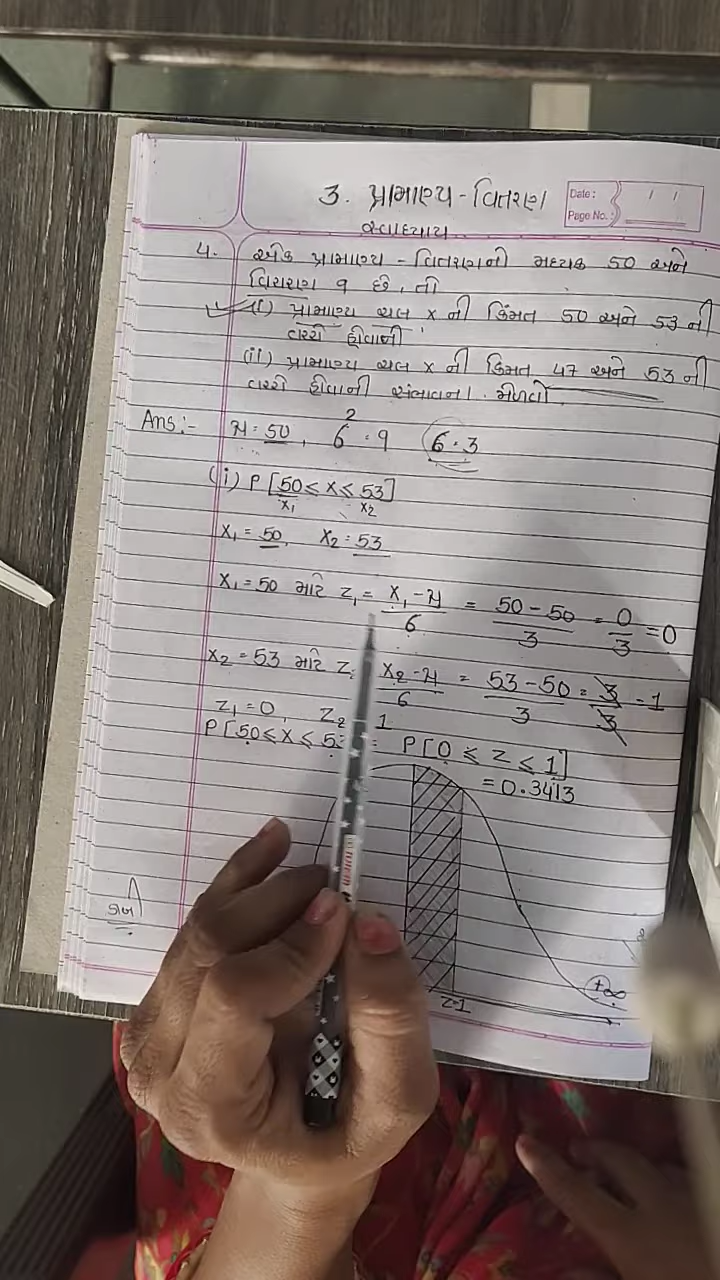 3. પ્રામાણ્ય - વિતરણ
Date : / /
Page No. :
સ્વાધ્યાય
4. એક પ્રામાણ્ય - વિતરણનો મધ્યક 50 અને
વિચરણ 9 છે, તો
(i) પ્રામાણ્ય ચલ x ની કિંમત 50 અને 53 ની
વચ્ચે હોવાની
(ii) પ્રામાણ્ય ચલ x ની કિંમત 47 અને 53 ની
વચ્ચે હોવાની સંભાવના મેળવો.
Ans:- μ = 50, σ² = 9 σ = 3
(i) P[50 ≤ x ≤ 53]
x₁ x₂
x₁ = 50, x₂ = 53
x₁ = 50 માટે z₁ = x₁ - μ / σ = 50 - 50 / 3 = 0 / 3 = 0
x₂ = 53 માટે z₂ x₂ - μ / σ = 53 - 50 / 3 = 3 / 3 = 1
z₁ = 0, z₂ 1
P[50 ≤ x ≤ 53 = P[0 ≤ z ≤ 1]
= 0.3413
z=1
+∞